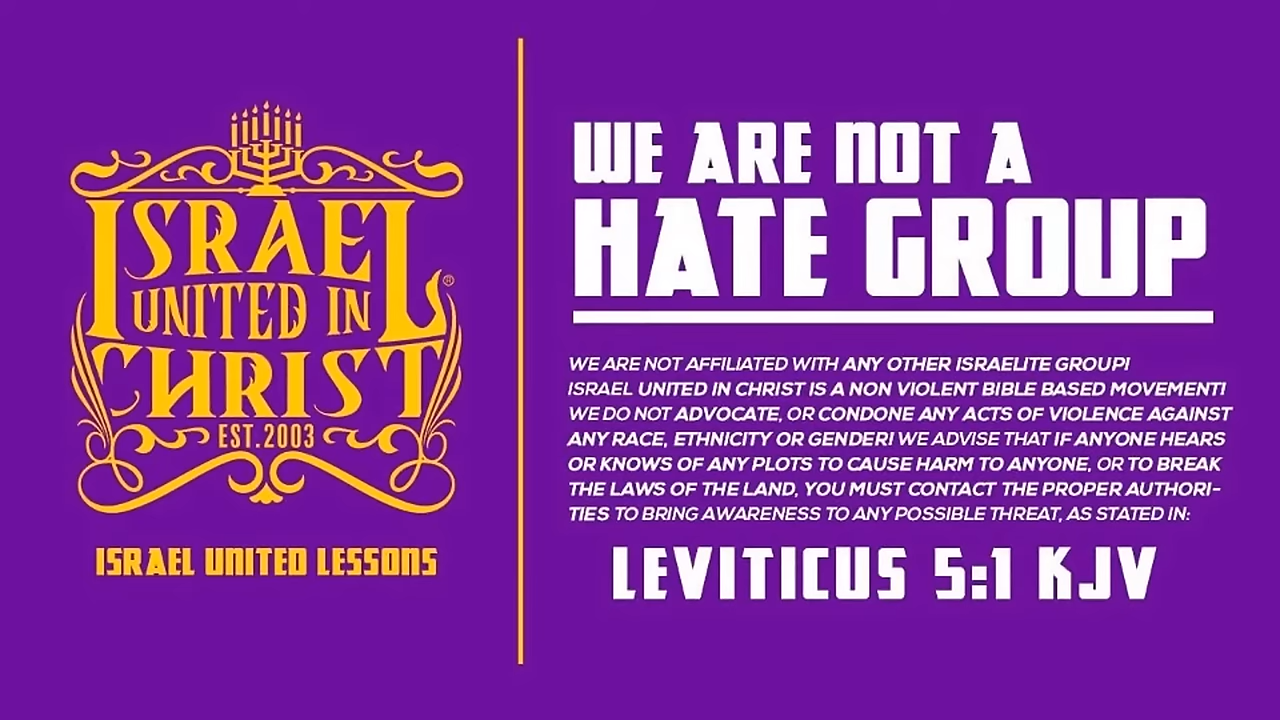 ISRAEL
UNITED IN
CHRIST
®
EST.2003
ISRAEL UNITED LESSONS
WE ARE NOT A
HATE GROUP
WE ARE NOT AFFILIATED WITH ANY OTHER ISRAELITE GROUP!
ISRAEL UNITED IN CHRIST IS A NON VIOLENT BIBLE BASED MOVEMENT!
WE DO NOT ADVOCATE, OR CONDONE ANY ACTS OF VIOLENCE AGAINST
ANY RACE, ETHNICITY OR GENDER! WE ADVISE THAT IF ANYONE HEARS
OR KNOWS OF ANY PLOTS TO CAUSE HARM TO ANYONE, OR TO BREAK
THE LAWS OF THE LAND, YOU MUST CONTACT THE PROPER AUTHORI-
TIES TO BRING AWARENESS TO ANY POSSIBLE THREAT, AS STATED IN:
LEVITICUS 5:1 KJV